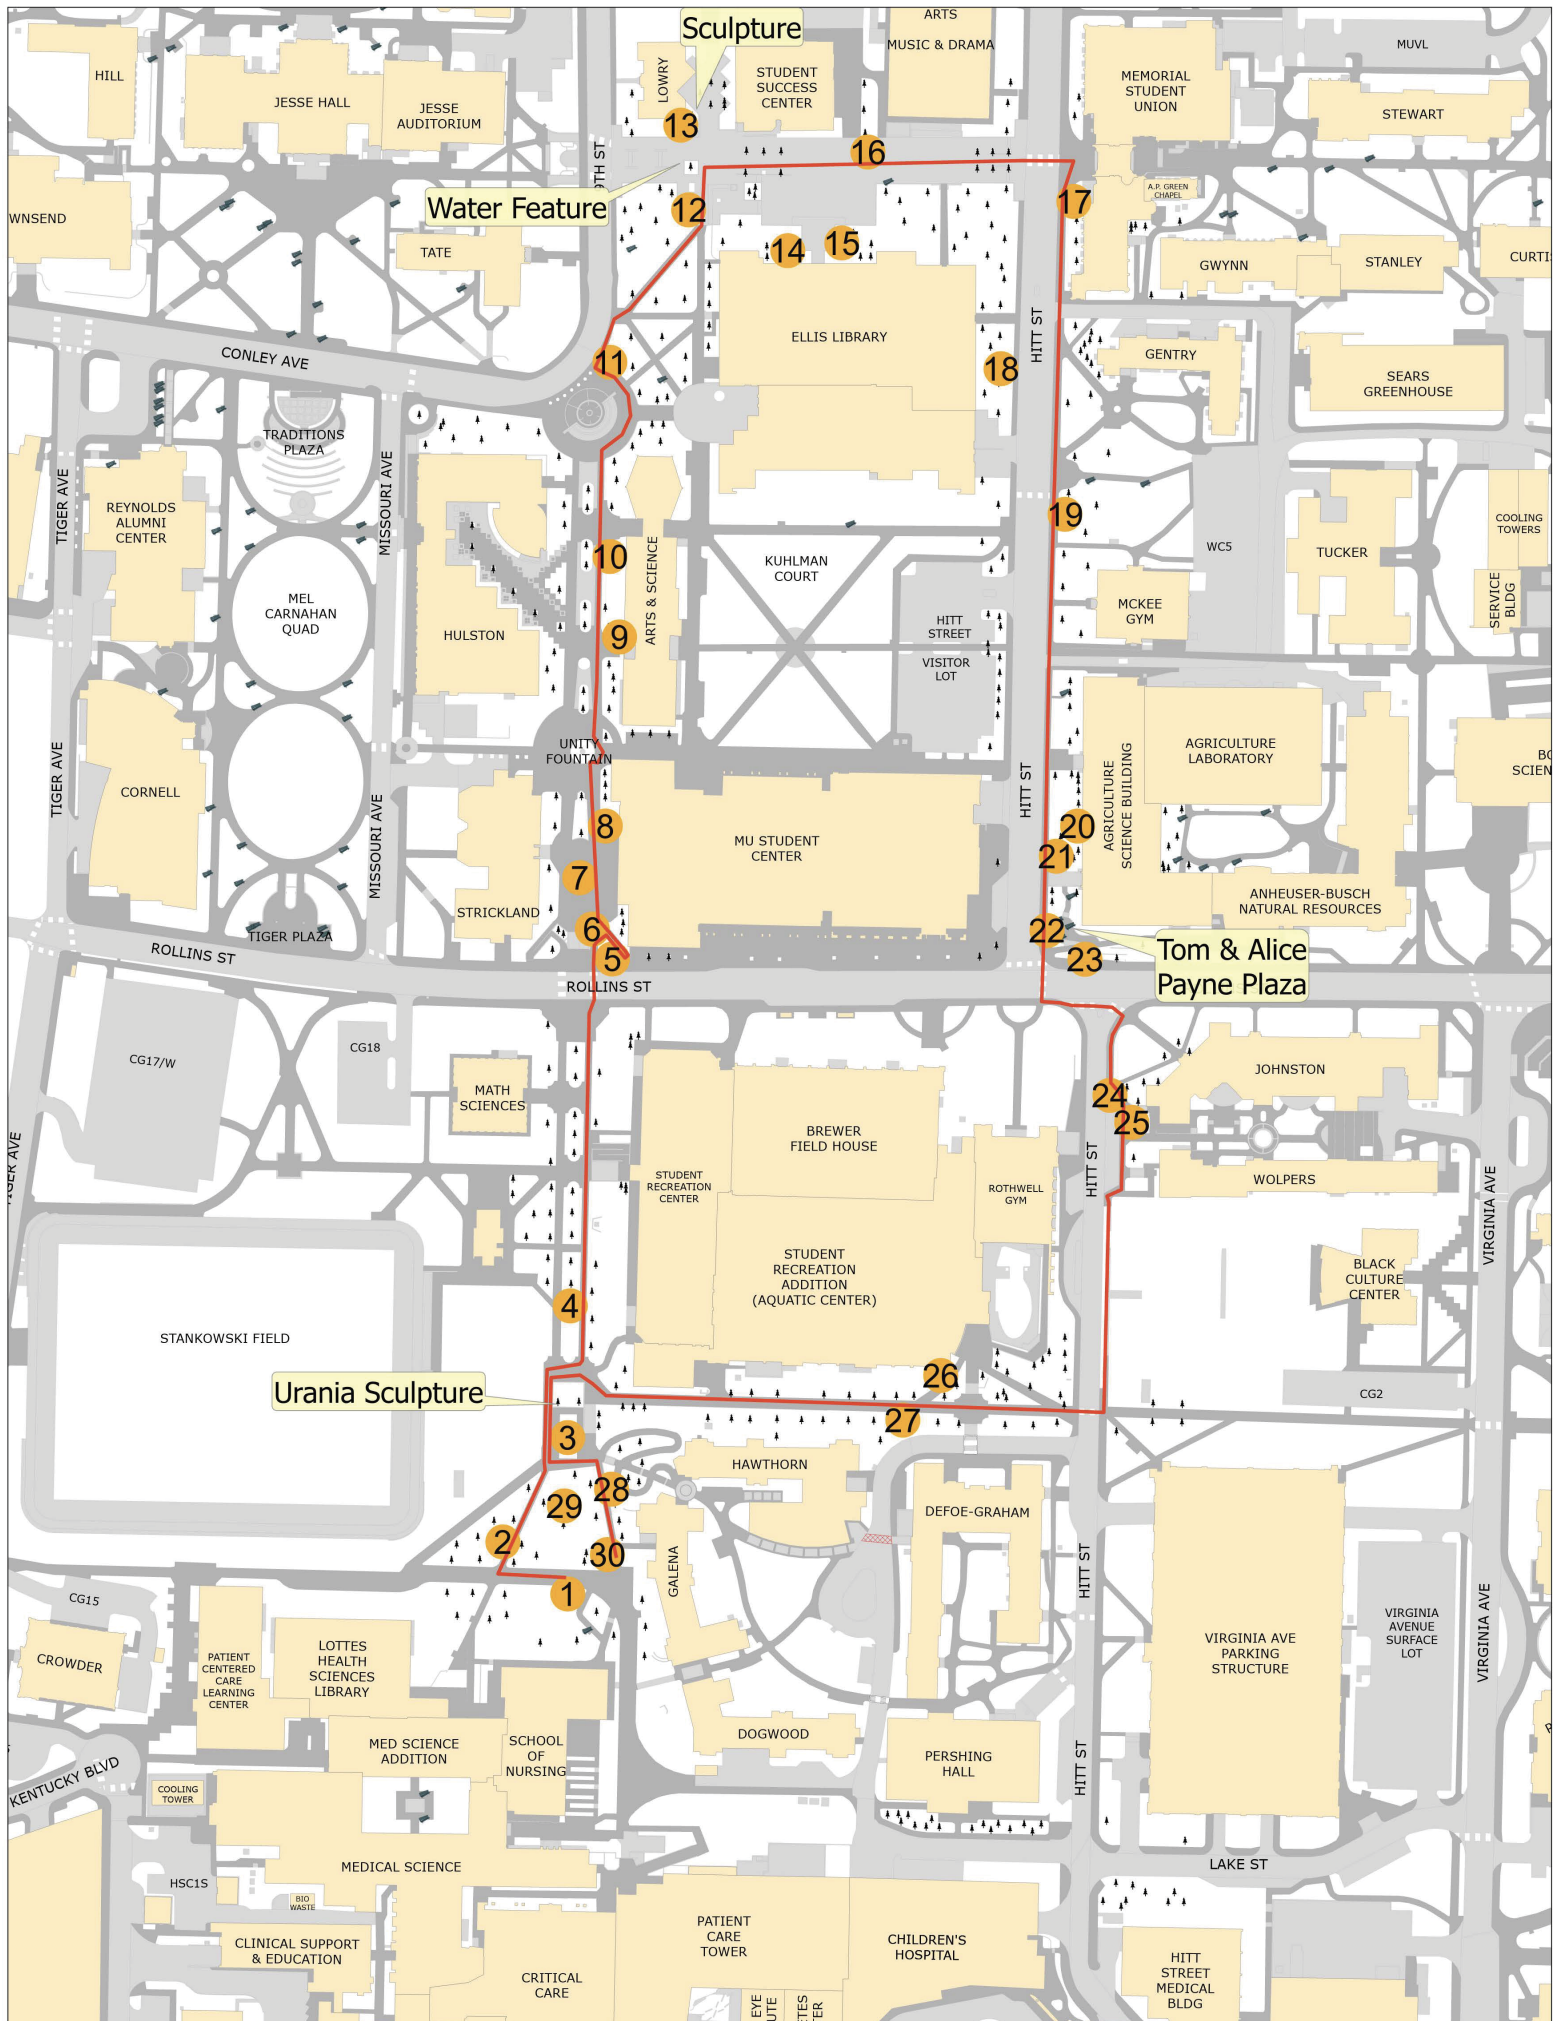 Sculpture
ARTS
MUSIC & DRAMA
MUVL
HILL
LOWRY
STUDENT
SUCCESS
CENTER
MEMORIAL
STUDENT
UNION
JESSE HALL
JESSE
AUDITORIUM
STEWART
13
16
9TH ST
Water Feature
12
17
A.P. GREEN
CHAPEL
WNSEND
TATE
14
15
GWYNN
STANLEY
CURTI
ELLIS LIBRARY
HITT ST
CONLEY AVE
11
18
GENTRY
SEARS
GREENHOUSE
TRADITIONS
PLAZA
TIGER AVE
MISSOURI AVE
REYNOLDS
ALUMNI
CENTER
19
COOLING
TOWERS
10
WC5
TUCKER
KUHLMAN
COURT
ARTS & SCIENCE
MEL
CARNAHAN
QUAD
MCKEE
GYM
SERVICE
BLDG
HULSTON
9
HITT
STREET
VISITOR
LOT
UNITY
FOUNTAIN
AGRICULTURE
LABORATORY
TIGER AVE
CORNELL
MISSOURI AVE
HITT ST
AGRICULTURE
SCIENCE BUILDING
BO
SCIEN
8
MU STUDENT
CENTER
20
21
7
STRICKLAND
ANHEUSER-BUSCH
NATURAL RESOURCES
TIGER PLAZA
6
22
ROLLINS ST
5
23
Tom & Alice
Payne Plaza
ROLLINS ST
CG17/W
CG18
JOHNSTON
MATH
SCIENCES
24
25
BREWER
FIELD HOUSE
TIGER AVE
STUDENT
RECREATION
CENTER
ROTHWELL
GYM
HITT ST
WOLPERS
VIRGINIA AVE
STUDENT
RECREATION
ADDITION
(AQUATIC CENTER)
BLACK
CULTURE
CENTER
4
STANKOWSKI FIELD
26
Urania Sculpture
CG2
27
3
HAWTHORN
28
29
DEFOE-GRAHAM
2
30
GALENA
HITT ST
1
CG15
VIRGINIA AVE
CROWDER
PATIENT
CENTERED
CARE
LEARNING
CENTER
LOTTES
HEALTH
SCIENCES
LIBRARY
VIRGINIA AVE
PARKING
STRUCTURE
VIRGINIA
AVENUE
SURFACE
LOT
MED SCIENCE
ADDITION
SCHOOL
OF
NURSING
DOGWOOD
PERSHING
HALL
HITT ST
KENTUCKY BLVD
COOLING
TOWER
MEDICAL SCIENCE
LAKE ST
HSC1S
BIO
WASTE
PATIENT
CARE
TOWER
CHILDREN'S
HOSPITAL
CLINICAL SUPPORT
& EDUCATION
CRITICAL
CARE
HITT
STREET
MEDICAL
BLDG
EYE
UTE
TES
TER